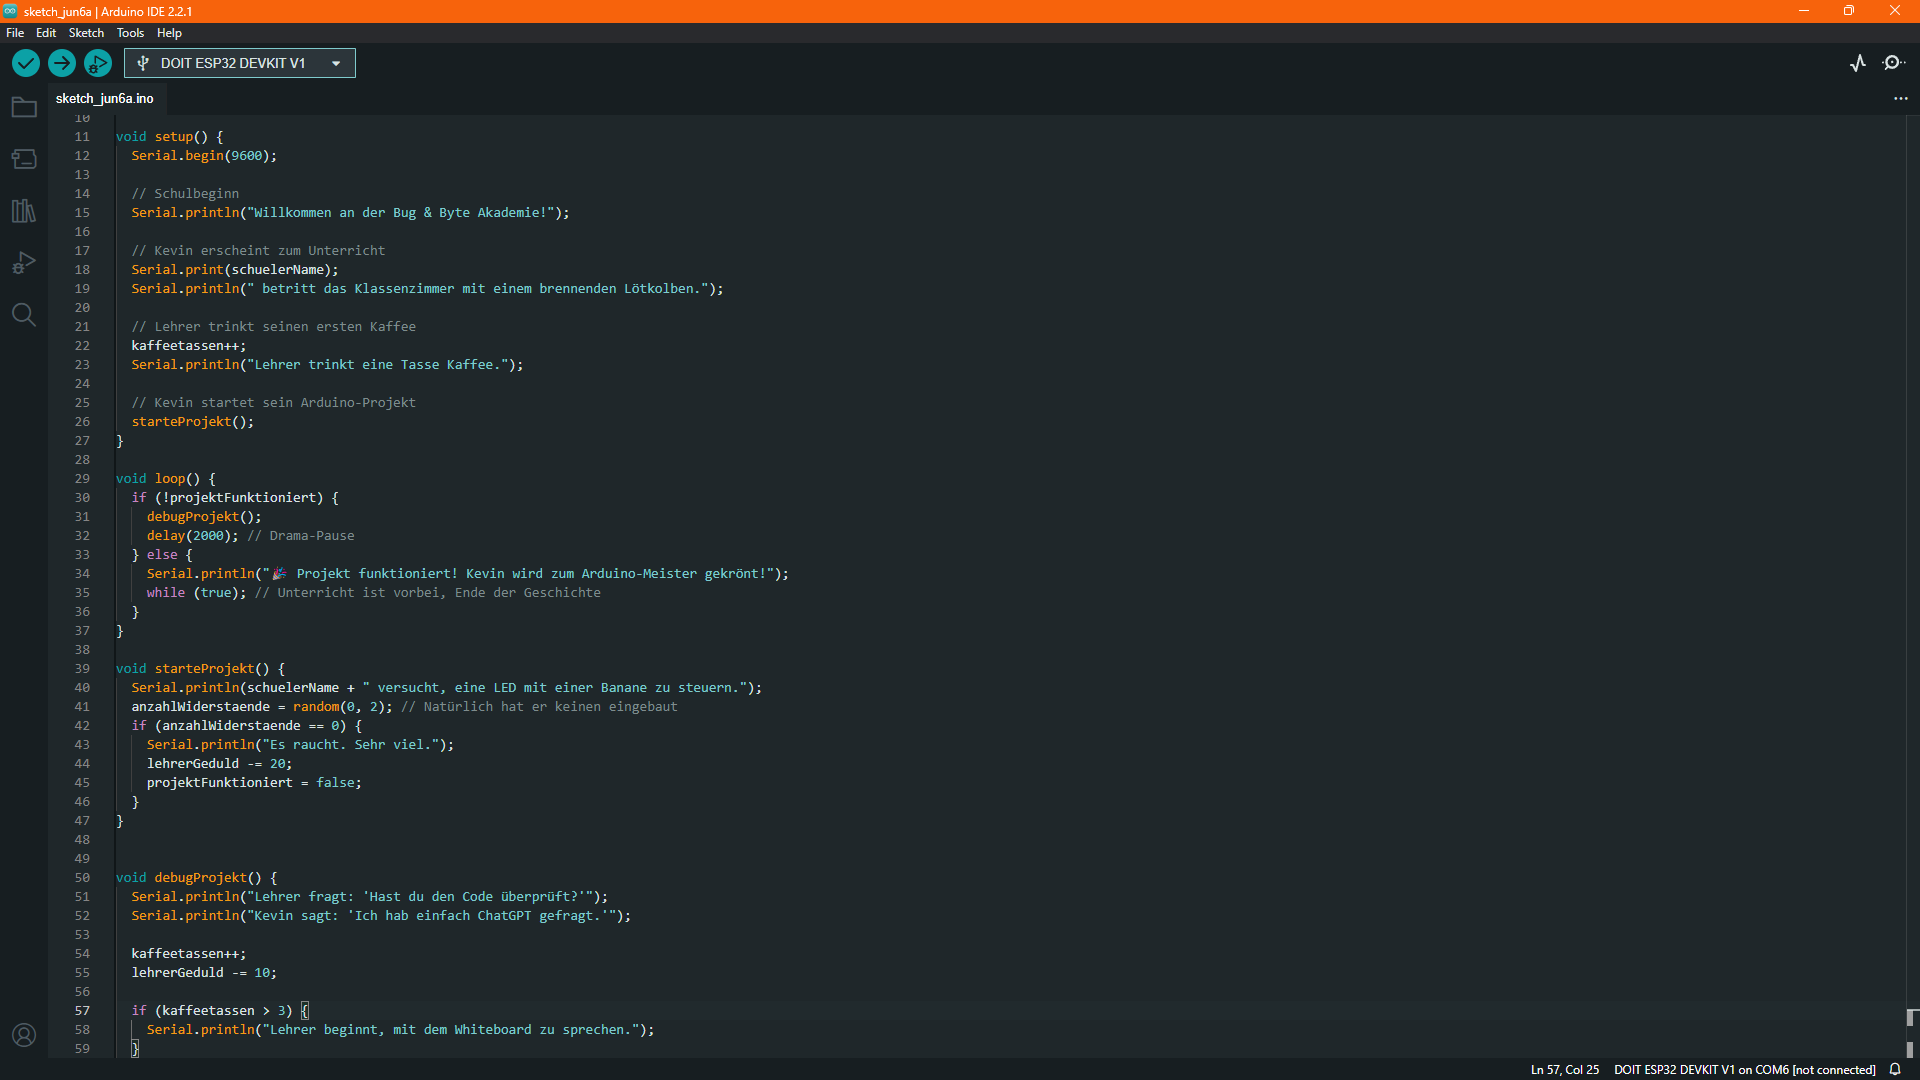 sketch_jun6a | Arduino IDE 2.2.1
File Edit Sketch Tools Help
DOIT ESP32 DEVKIT V1
sketch_jun6a.ino
10
11 void setup() {
12 Serial.begin(9600);
13
14 // Schulbeginn
15 Serial.println("Willkommen an der Bug & Byte Akademie!");
16
17 // Kevin erscheint zum Unterricht
18 Serial.print(schuelerName);
19 Serial.println(" betritt das Klassenzimmer mit einem brennenden Lötkolben.");
20
21 // Lehrer trinkt seinen ersten Kaffee
22 kaffeetassen++;
23 Serial.println("Lehrer trinkt eine Tasse Kaffee.");
24
25 // Kevin startet sein Arduino-Projekt
26 starteProjekt();
27 }
28
29 void loop() {
30 if (!projektFunktioniert) {
31 debugProjekt();
32 delay(2000); // Drama-Pause
33 } else {
34 Serial.println("🎉 Projekt funktioniert! Kevin wird zum Arduino-Meister gekrönt!");
35 while (true); // Unterricht ist vorbei, Ende der Geschichte
36 }
37 }
38
39 void starteProjekt() {
40 Serial.println(schuelerName + " versucht, eine LED mit einer Banane zu steuern.");
41 anzahlWiderstaende = random(0, 2); // Natürlich hat er keinen eingebaut
42 if (anzahlWiderstaende == 0) {
43 Serial.println("Es raucht. Sehr viel.");
44 lehrerGeduld -= 20;
45 projektFunktioniert = false;
46 }
47 }
48
49
50 void debugProjekt() {
51 Serial.println("Lehrer fragt: 'Hast du den Code überprüft?'");
52 Serial.println("Kevin sagt: 'Ich hab einfach ChatGPT gefragt.'");
53
54 kaffeetassen++;
55 lehrerGeduld -= 10;
56
57 if (kaffeetassen > 3) {
58 Serial.println("Lehrer beginnt, mit dem Whiteboard zu sprechen.");
59 }
Ln 57, Col 25 DOIT ESP32 DEVKIT V1 on COM6 [not connected]